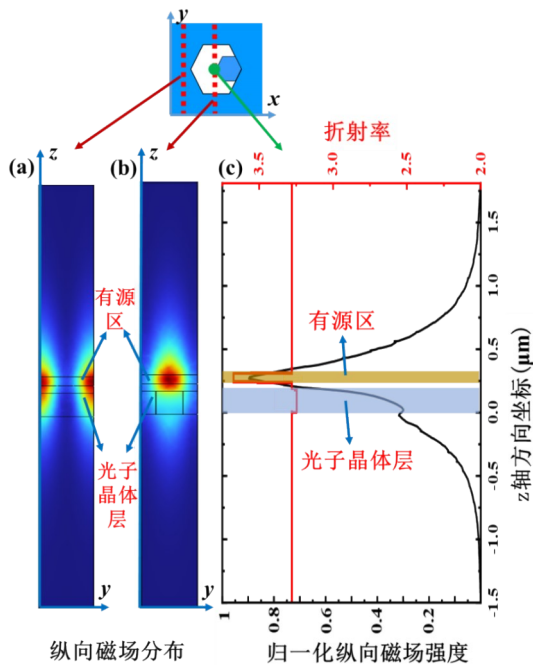 y
x
折射率
(a)
z
(b)
z
(c)
3.5
3.0
2.5
2.0
有源
区
有源区
光子
晶体
层
光子晶体层
1.5
1.0
0.5
0.0
-0.5
-1.0
-1.5
z轴方向坐标(μm)
y
y
1
0.8
0.6
0.4
0.2
纵向磁场分布
归一化纵向磁场强度